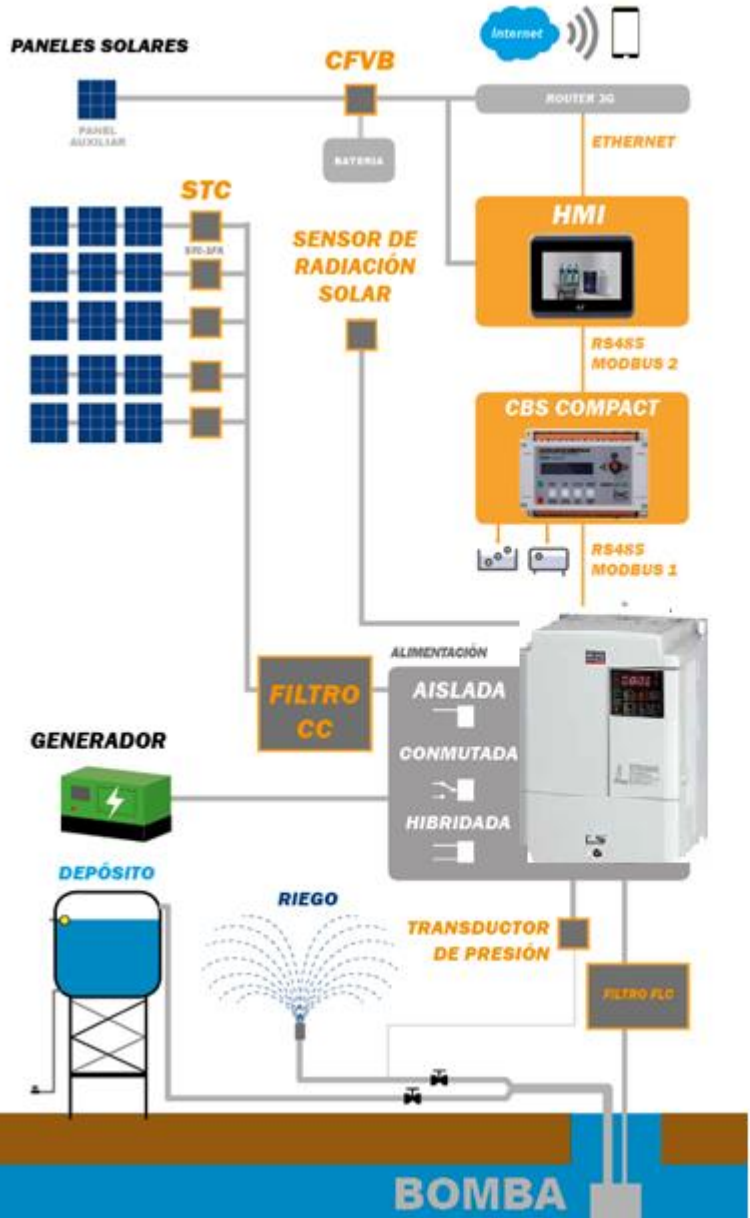 PANELES SOLARES
PANEL
AUXILIAR
CFVB
BATERIA
Internet
ROUTER 3G
ETHERNET
STC
HMI
SENSOR DE
RADIACIÓN
SOLAR
RS485
MODBUS 2
CBS COMPACT
RS485
MODBUS 1
ALIMENTACIÓN
FILTRO
CC
AISLADA
CONMUTADA
HIBRIDADA
LS
GENERADOR
DEPÓSITO
RIEGO
TRANSDUCTOR
DE PRESIÓN
FILTRO FLC
BOMBA